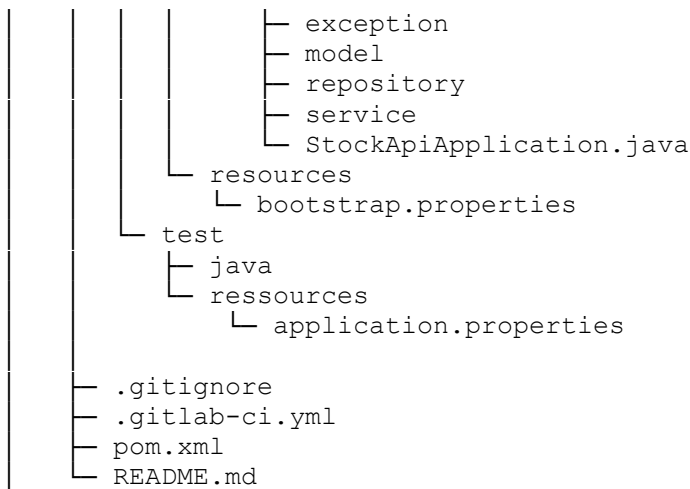 exception
model
repository
service
StockApiApplication.java
resources
bootstrap.properties
test
java
ressources
application.properties
.gitignore
.gitlab-ci.yml
pom.xml
README.md